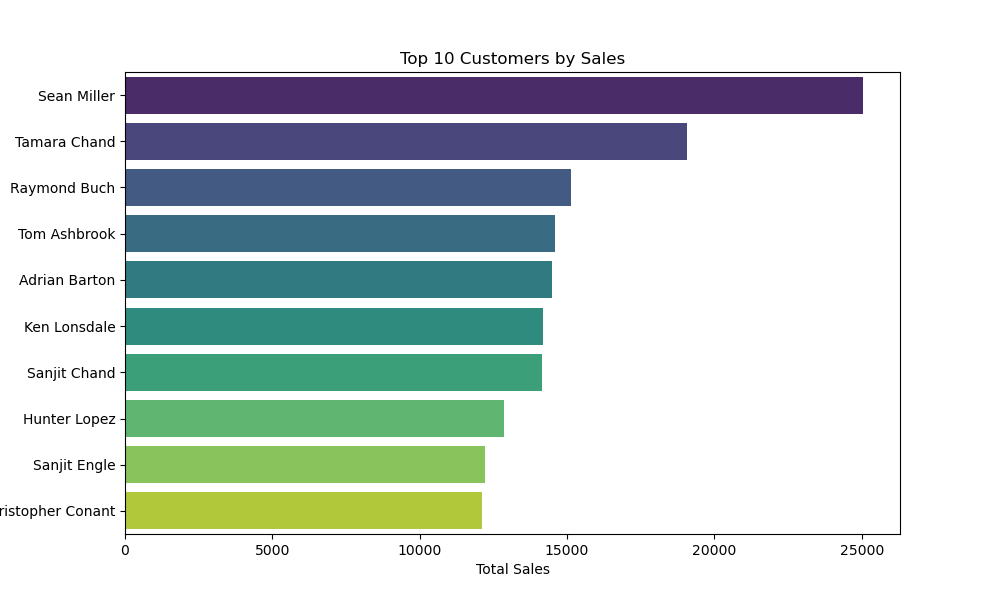 Top 10 Customers by Sales
Sean Miller
Tamara Chand
Raymond Buch
Tom Ashbrook
Adrian Barton
Ken Lonsdale
Sanjit Chand
Hunter Lopez
Sanjit Engle
ristopher Conant
0 5000 10000 15000 20000 25000
Total Sales